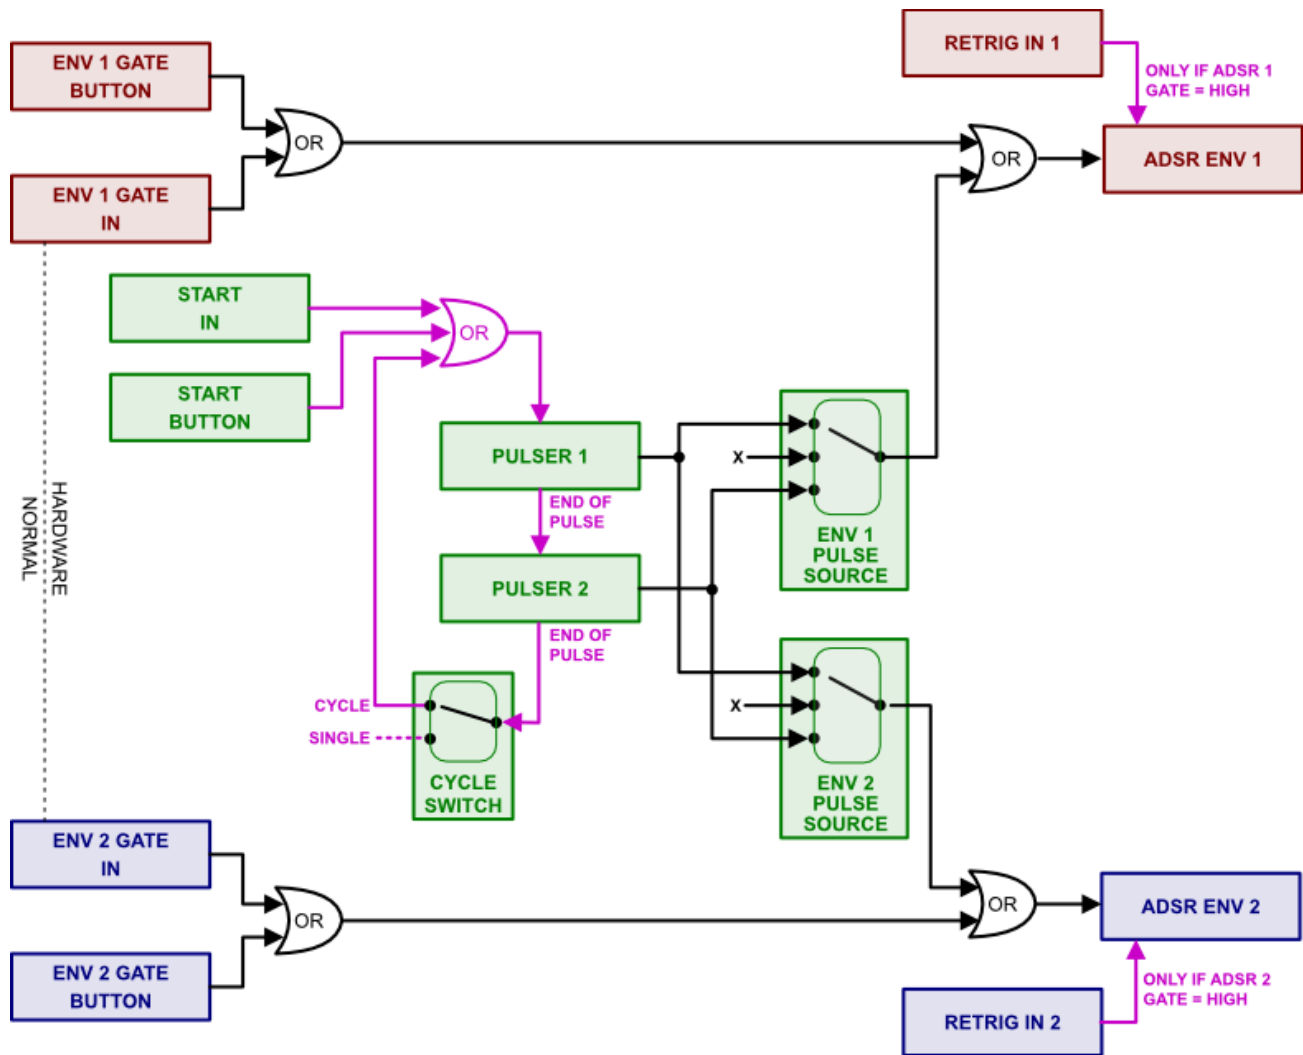 RETRIG IN 1
ENV 1 GATE
BUTTON
ONLY IF ADSR 1
GATE = HIGH
OR
OR
ADSR ENV 1
ENV 1 GATE
IN
START
IN
OR
START
BUTTON
PULSER 1
X
END OF
PULSE
ENV 1
PULSE
SOURCE
HARDWARE
NORMAL
PULSER 2
END OF
PULSE
CYCLE
X
SINGLE
CYCLE
SWITCH
ENV 2
PULSE
SOURCE
ENV 2 GATE
IN
OR
OR
ADSR ENV 2
ENV 2 GATE
BUTTON
ONLY IF ADSR 2
GATE = HIGH
RETRIG IN 2